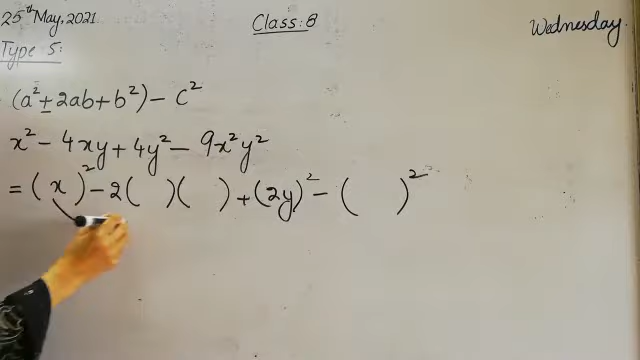 25th May, 2021 Class: 8 Wednesday
Type 5:
(a² ± 2ab + b²) - c²
x² - 4xy + 4y² - 9x²y²
= ( x )² - 2 ( ) ( ) + (2y)² - ( )²